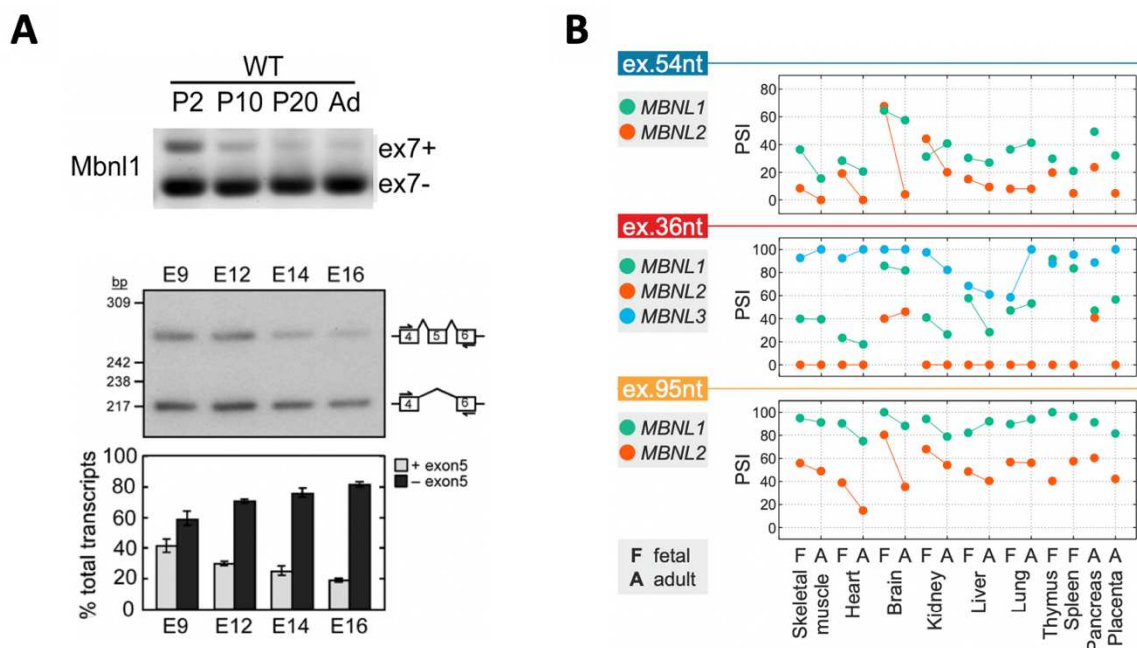 A
WT
P2 P10 P20 Ad
Mbnl1
ex7+
ex7-
E9 E12 E14 E16
bp
309
242
238
217
4 5 6
4 6
% total transcripts
100
80
60
40
20
0
+ exon5
– exon5
E9 E12 E14 E16
B
ex.54nt
MBNL1
MBNL2
PSI
80
60
40
20
0
ex.36nt
MBNL1
MBNL2
MBNL3
PSI
100
80
60
40
20
0
ex.95nt
MBNL1
MBNL2
PSI
100
80
60
40
20
0
F fetal
A adult
F A F A F A F A F A F A F F A A
Skeletal muscle
Heart
Brain
Kidney
Liver
Lung
Thymus
Spleen
Pancreas
Placenta